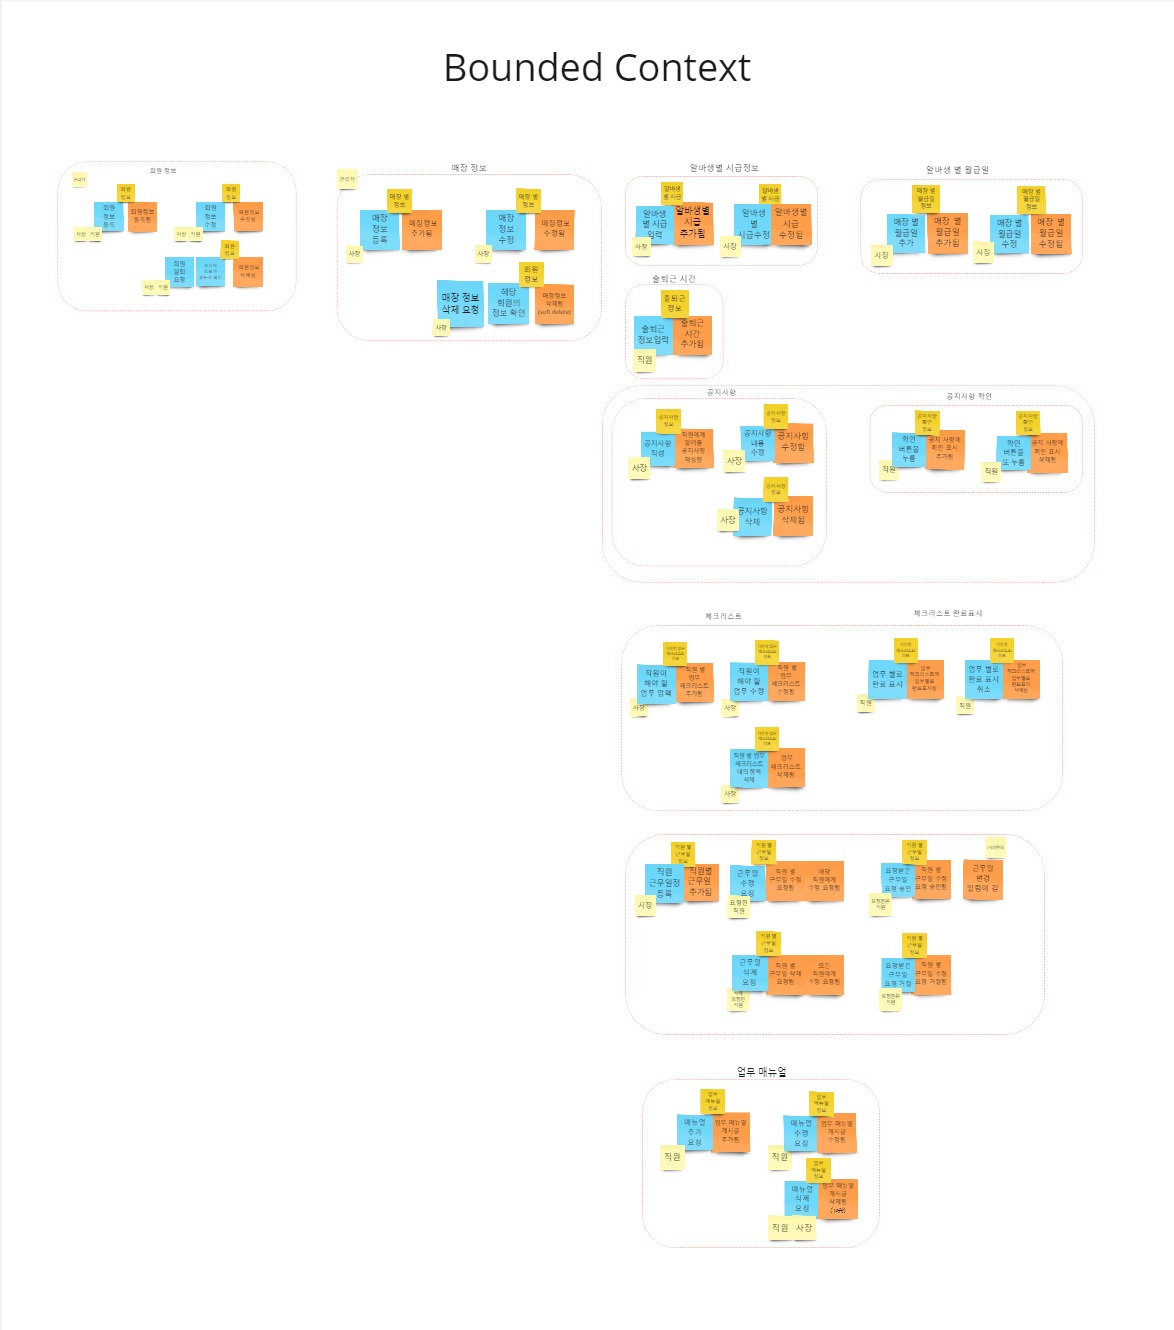 Bounded Context
회원 정보
관리자
회원
정보
회원
정보
등록
회원정보
등록됨
사장
직원
회원
정보
회원
정보
수정
회원정보
수정됨
사장
직원
회원
정보
회원
탈퇴
요청
회원정보
삭제됨
사장
직원
매장 정보
관리자
매장 별
정보
매장
정보
등록
매장정보
추가됨
사장
매장 별
정보
매장
정보
수정
매장정보
수정됨
사장
회원
정보
매장 정보
삭제 요청
해당
회원의
정보 확인
매장정보
삭제됨
(soft delete)
사장
알바생별 시급정보
알바생
별 시급
알바생
별 시급
입력
알바생별
시급
추가됨
사장
알바생
별 시급
알바생
별
시급수정
알바생별
시급
수정됨
사장
알바생 별 월급일
매장 별
월급일
정보
매장 별
월급일
추가
매장 별
월급일
추가됨
사장
매장 별
월급일
정보
매장 별
월급일
수정
매장 별
월급일
수정됨
사장
출퇴근 시간
출퇴근
정보
출퇴근
정보입력
출퇴근
시간
추가됨
직원
공지사항
공지사항
정보
공지사항
작성
직원에게
알려줄
공지사항
작성함
사장
공지사항
정보
공지사항
내용
수정
공지사항
수정함
사장
공지사항
정보
공지사항
삭제
공지사항
삭제됨
사장
공지사항 확인
공지사항
확인
정보
확인
버튼을
누름
공지 사항에
확인 표시
추가됨
직원
공지사항
확인
정보
확인
버튼을
또 누름
공지 사항에
확인 표시
삭제됨
직원
체크리스트
직원이
해야 할
업무 입력
직원 별
업무
체크리스트
추가됨
사장
직원이
해야 할
업무 수정
직원 별
업무
체크리스트
수정됨
사장
직원 별 업무
체크리스트
내의 항목
삭제
업무
체크리스트
삭제됨
사장
체크리스트 완료표시
업무 별로
완료 표시
업무
체크리스트에
업무별로
완료표시됨
직원
업무 별로
완료 표시
취소
업무
체크리스트에
업무별로
완료표시
삭제됨
직원
직원 별
근무일
정보
직원
근무일정
등록
직원별
근무일
추가됨
사장
직원 별
근무일
정보
근무일
수정
요청
직원 별
근무일 수정
요청됨
해당
직원에게
수정 요청됨
요청한
직원
직원 별
근무일
정보
요청받은
근무일
요청 승인
직원 별
근무일 수정
요청 승인됨
요청받은
직원
근무일
변경
알림이 감
직원 별
근무일
정보
근무일
삭제
요청
직원 별
근무일 삭제
요청됨
모든
직원에게
수정 요청됨
삭제
요청한
직원
직원 별
근무일
정보
요청받은
근무일
요청 거절
직원 별
근무일 수정
요청 거절됨
요청받은
직원
업무 매뉴얼
업무
매뉴얼
정보
매뉴얼
추가
요청
업무 매뉴얼
게시글
추가됨
직원
업무
매뉴얼
정보
매뉴얼
수정
요청
업무 매뉴얼
게시글
수정됨
직원
업무
매뉴얼
정보
매뉴얼
삭제
요청
업무 매뉴얼
게시글
삭제됨
직원
사장